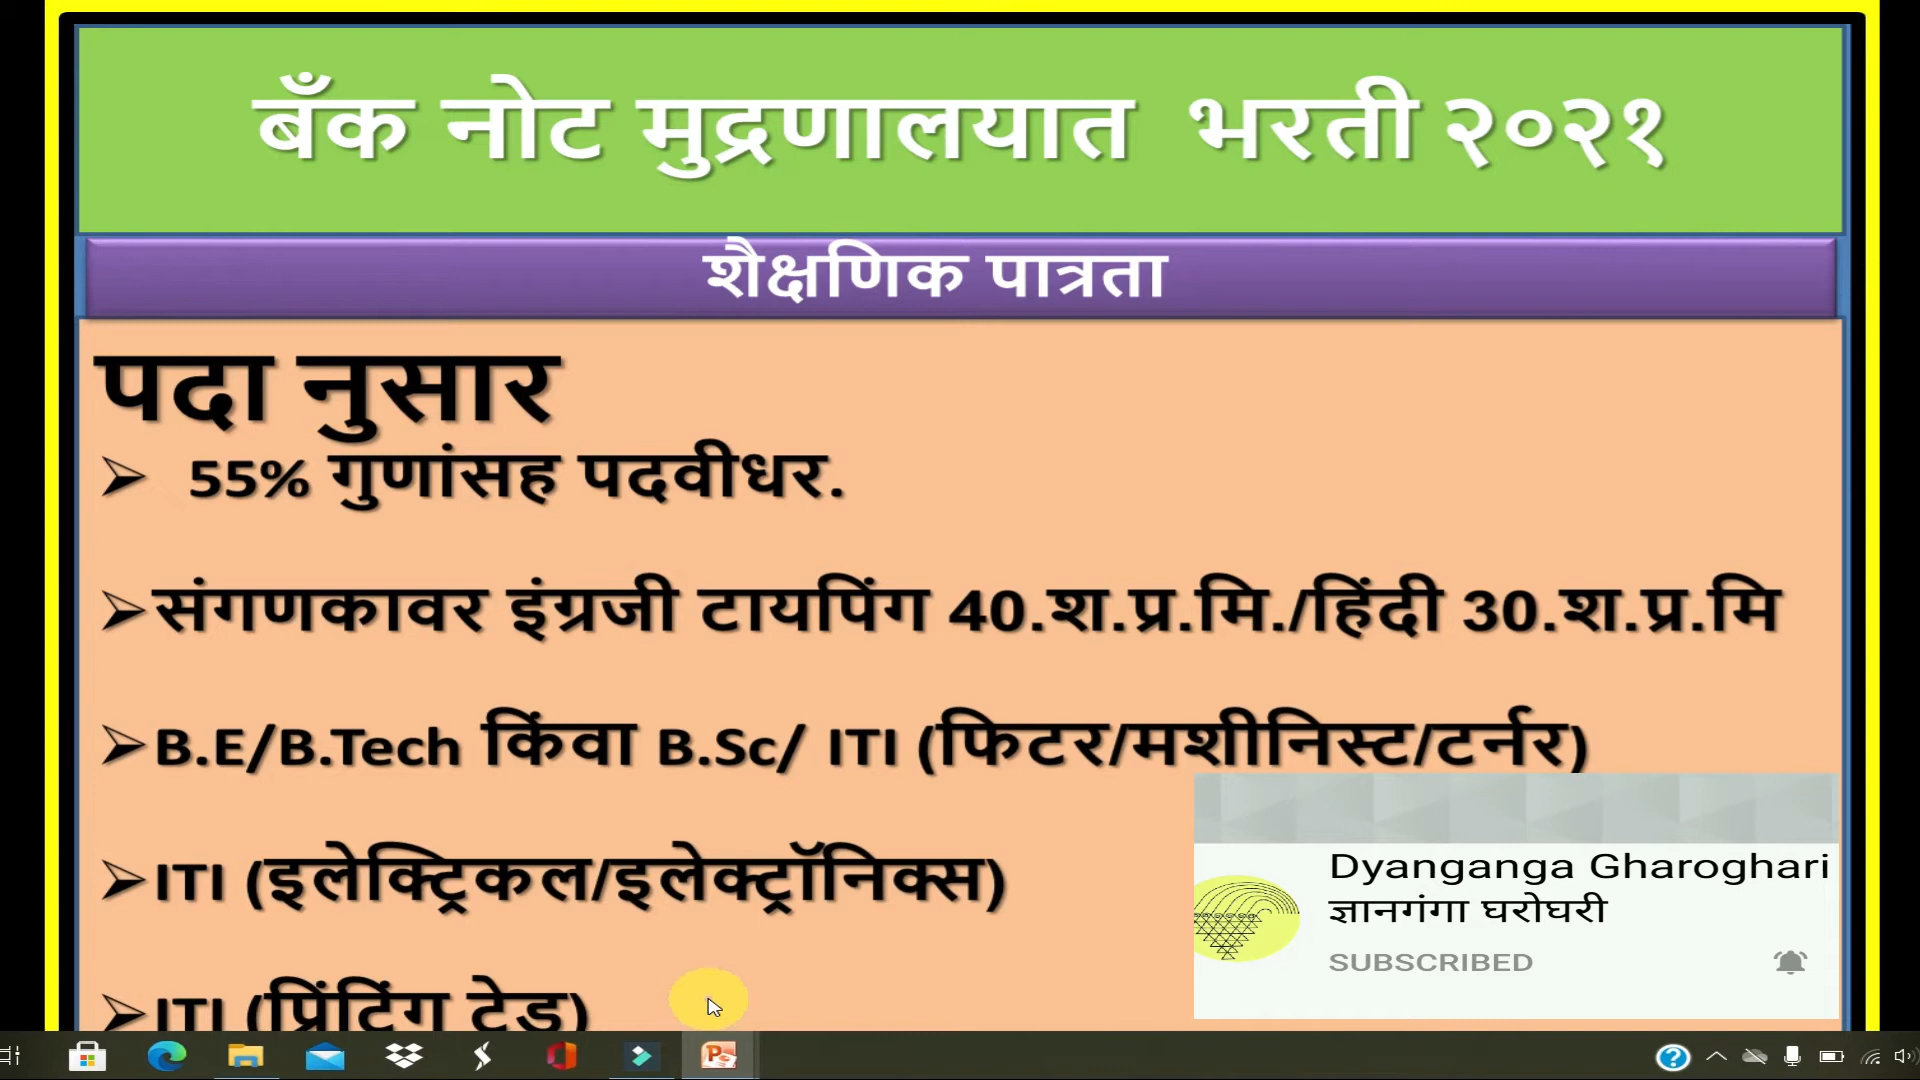 बँक नोट मुद्रणालयात भरती २०२१
शैक्षणिक पात्रता
पदा नुसार
➢ 55% गुणांसह पदवीधर.
➢संगणकावर इंग्रजी टायपिंग 40.श.प्र.मि./हिंदी 30.श.प्र.मि
➢B.E/B.Tech किंवा B.Sc/ ITI (फिटर/मशीनिस्ट/टर्नर)
➢ITI (इलेक्ट्रिकल/इलेक्ट्रॉनिक्स)
➢ITI (प्रिंटिंग ट्रेड)
Dyanganga Gharoghari
ज्ञानगंगा घरोघरी
SUBSCRIBED